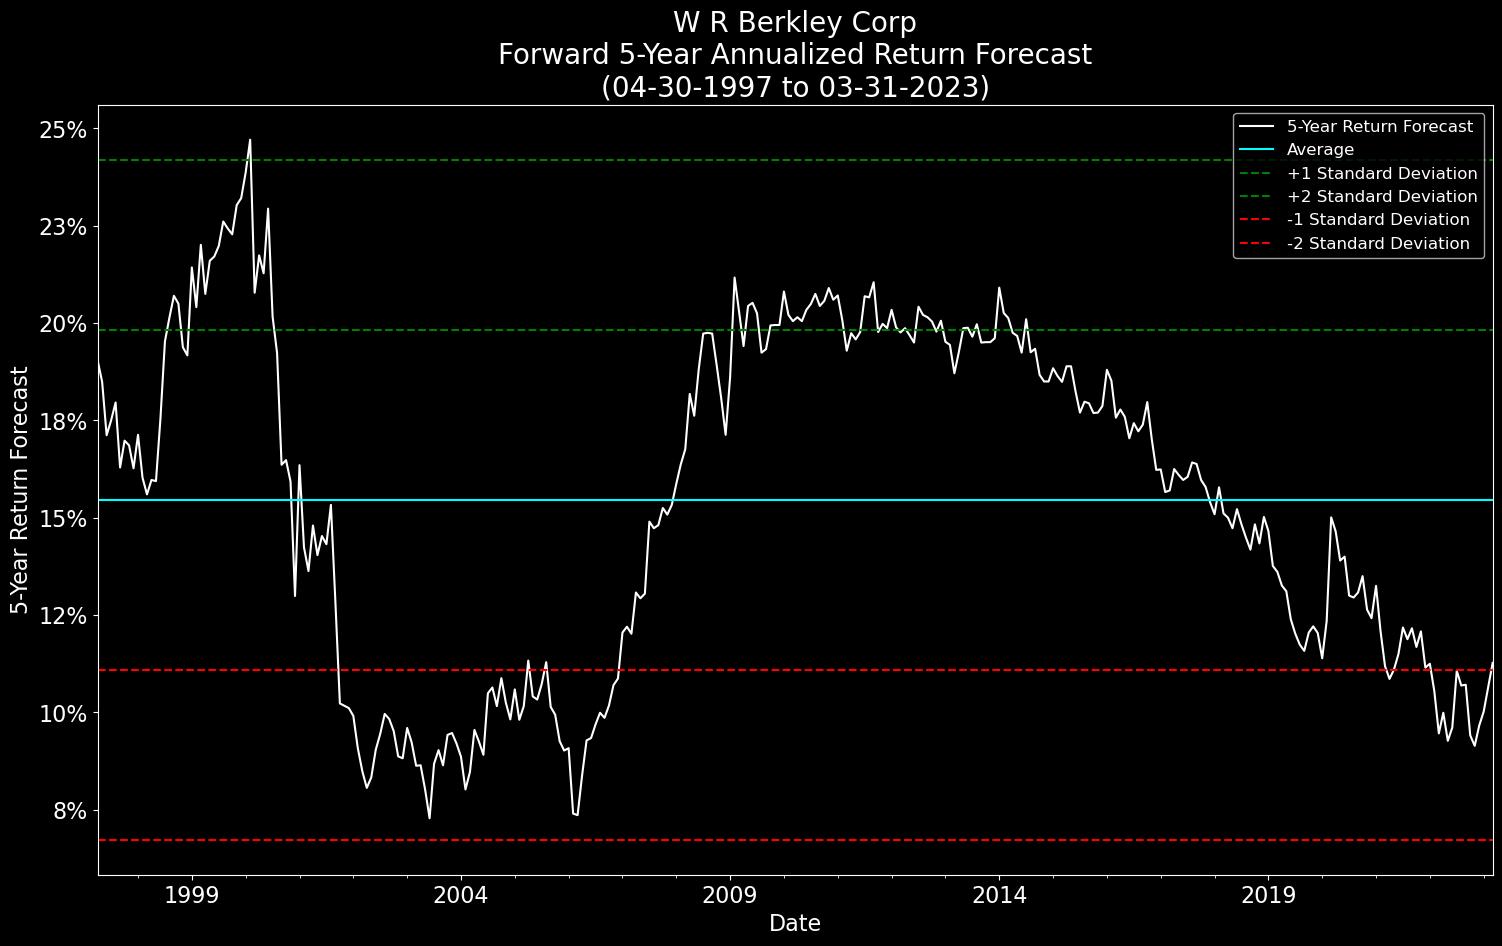 W R Berkley Corp
Forward 5-Year Annualized Return Forecast
(04-30-1997 to 03-31-2023)
5-Year Return Forecast
25%
23%
20%
18%
15%
12%
10%
8%
5-Year Return Forecast
Average
+1 Standard Deviation
+2 Standard Deviation
-1 Standard Deviation
-2 Standard Deviation
1999 2004 2009 2014 2019
Date